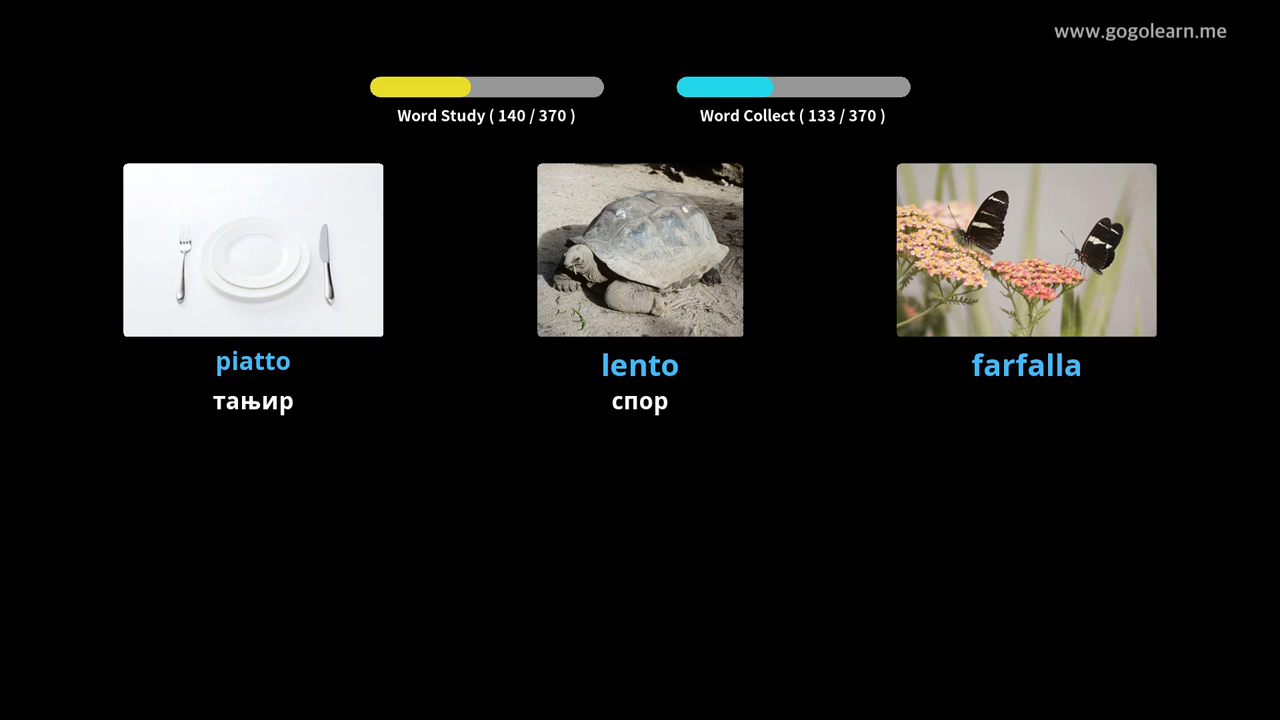 www.gogolearn.me
Word Study ( 140 / 370 )
Word Collect ( 133 / 370 )
piatto
lento
farfalla
тањир
спор